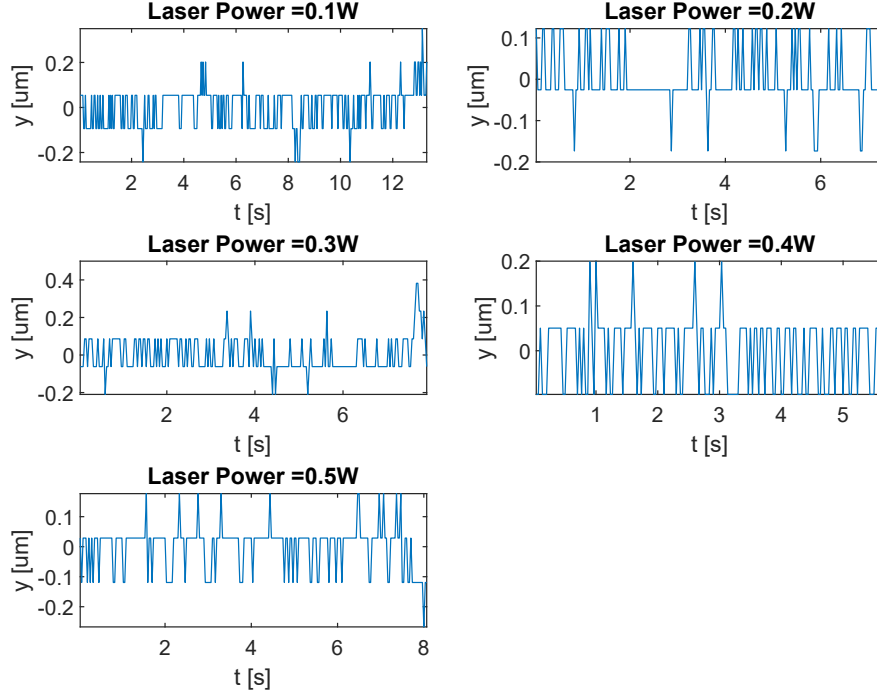 Laser Power =0.1W
0.2
0
-0.2
y [um]
2 4 6 8 10 12
t [s]
Laser Power =0.2W
0.1
0
-0.1
-0.2
y [um]
2 4 6
t [s]
Laser Power =0.3W
0.4
0.2
0
-0.2
y [um]
2 4 6
t [s]
Laser Power =0.4W
0.2
0.1
0
y [um]
1 2 3 4 5
t [s]
Laser Power =0.5W
0.1
0
-0.1
-0.2
y [um]
2 4 6 8
t [s]